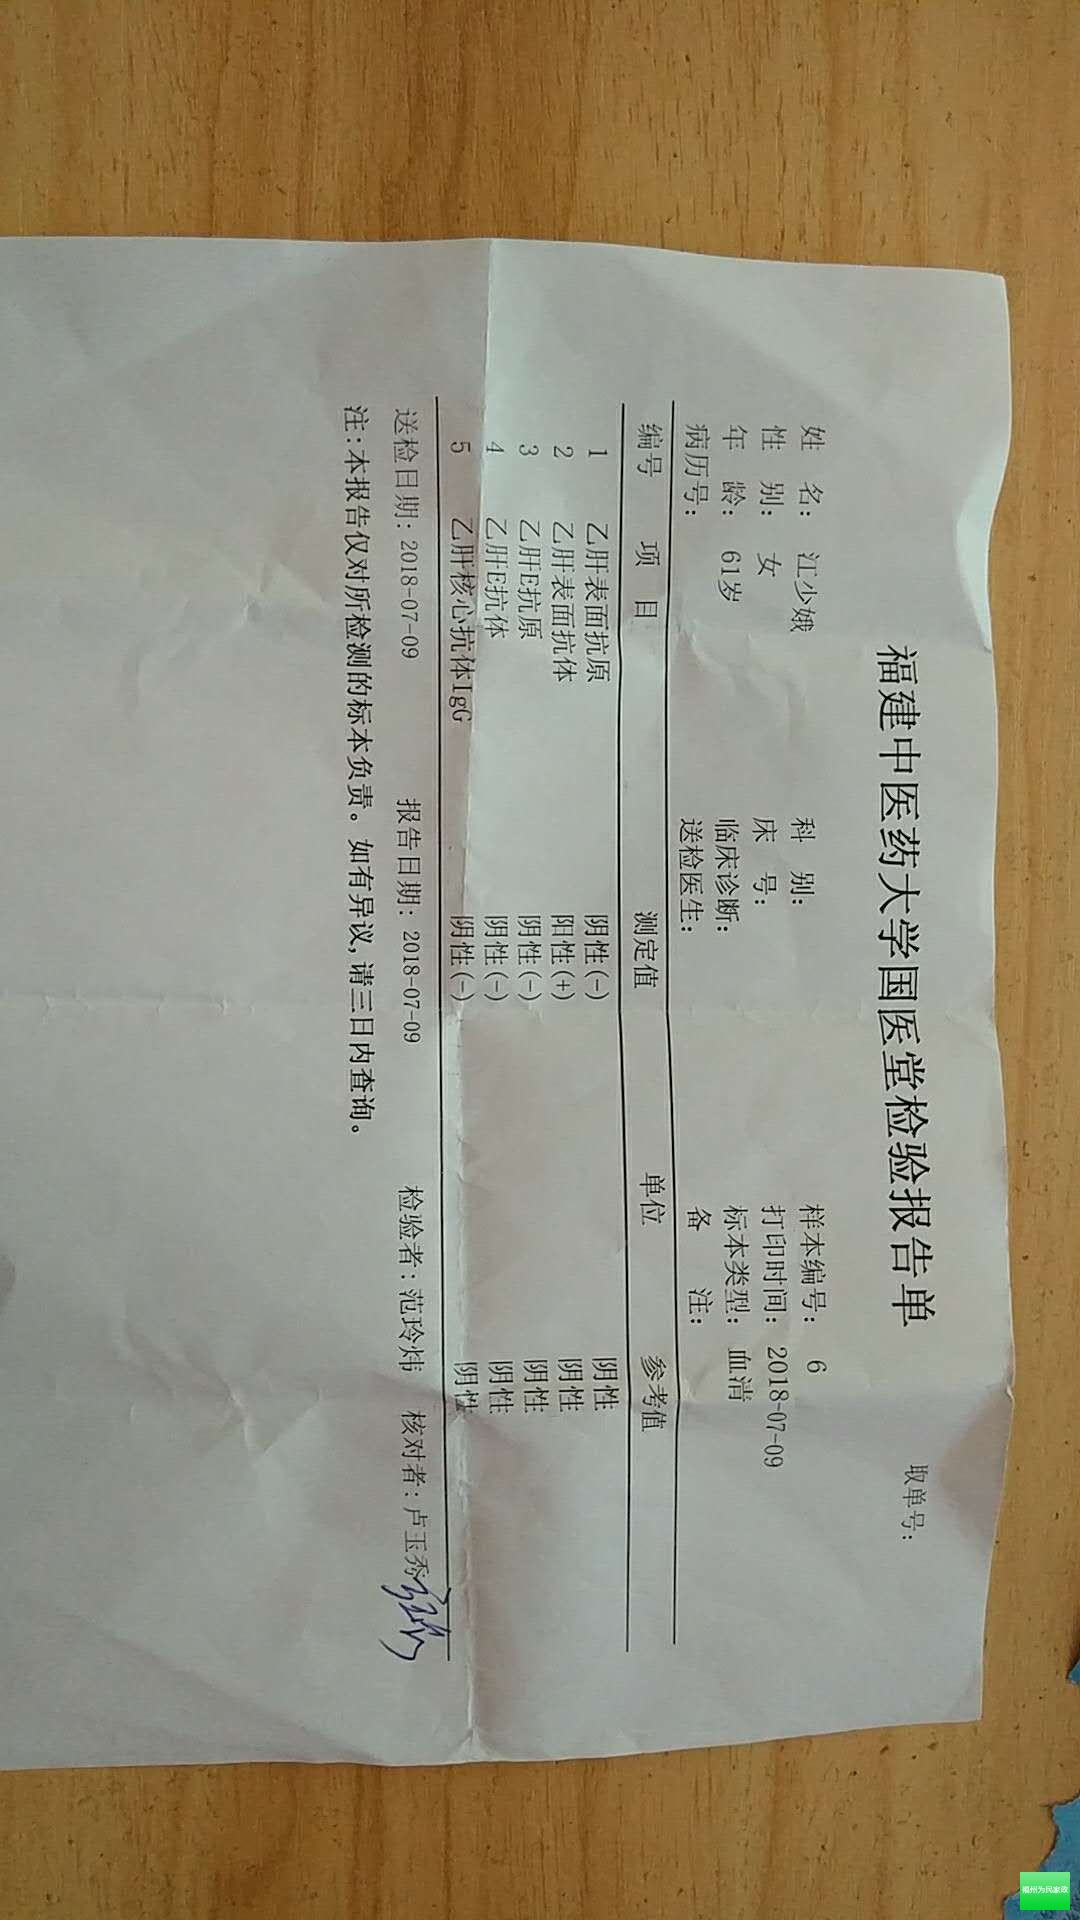 福建中医药大学国医堂检验报告单
取单号:
姓 名: 江少娥 科 别: 样本编号: 6
性 别: 女 床 号: 打印时间: 2018-07-09
年 龄: 61岁 临床诊断: 标本类型: 血清
病历号: 送检医生: 备 注:
编号 项 目 测定值 单位 参考值
1 乙肝表面抗原 阴性(-) 阴性
2 乙肝表面抗体 阳性(+) 阴性
3 乙肝E抗原 阴性(-) 阴性
4 乙肝E抗体 阴性(-) 阴性
5 乙肝核心抗体IgG 阴性(-) 阴性
送检日期: 2018-07-09 报告日期: 2018-07-09 检验者: 范玲炜 核对者: 卢玉秀
注:本报告仅对所检测的标本负责。如有异议,请三日内查询。
福州为民家政